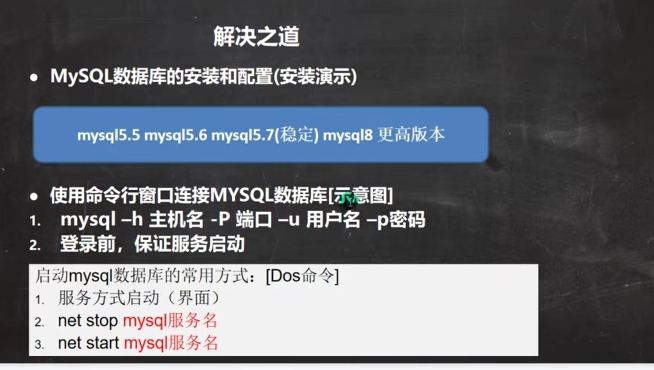 解决之道
● MySQL数据库的安装和配置(安装演示)
mysql5.5 mysql5.6 mysql5.7(稳定) mysql8 更高版本
● 使用命令行窗口连接MYSQL数据库[示意图]
1. mysql –h 主机名 -P 端口 –u 用户名 –p密码
2. 登录前，保证服务启动
启动mysql数据库的常用方式：[Dos命令]
1. 服务方式启动（界面）
2. net stop mysql服务名
3. net start mysql服务名